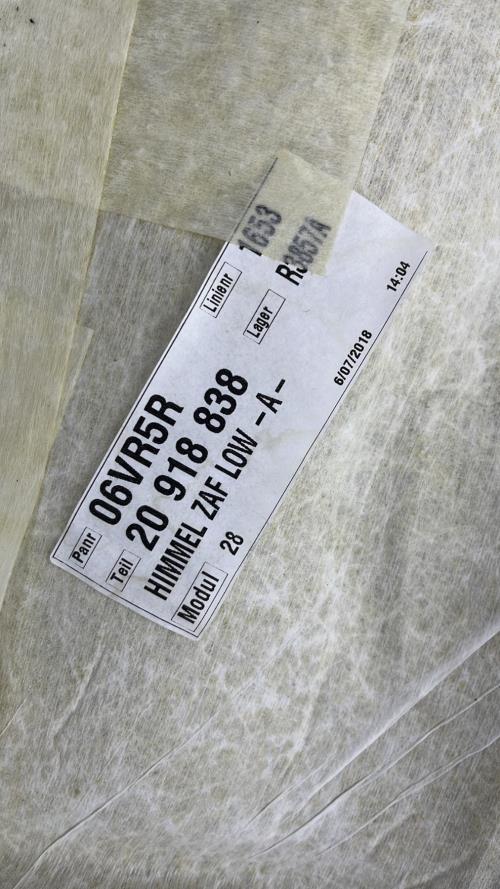 Panr 06VR5R Linienr 1653
Teil 20 918 838 Lager R3857A
HIMMEL ZAF LOW -A-
Modul 28 6/07/2018 14:04